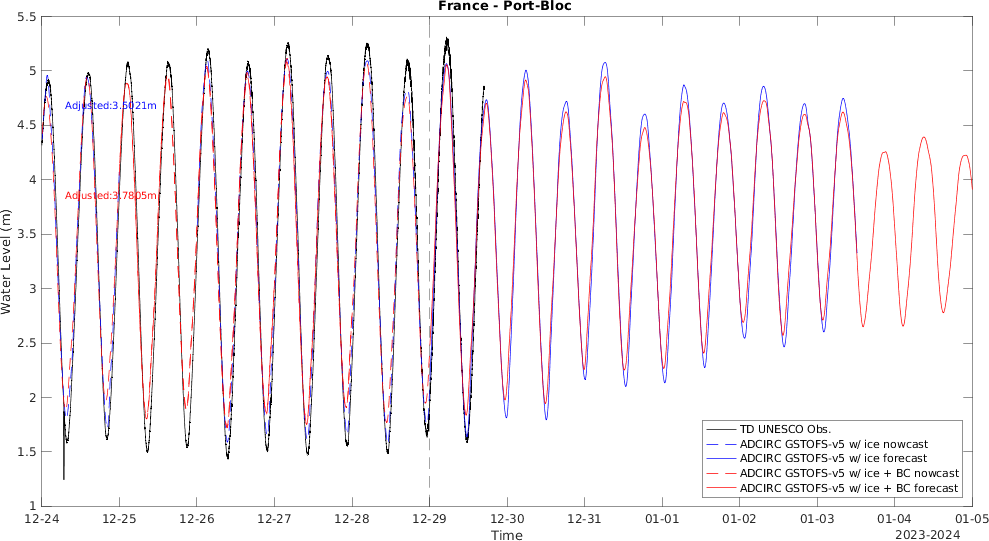 France - Port-Bloc
5.5
5
4.5
4
3.5
3
2.5
2
1.5
1
Water Level (m)
Adjusted:3.5021m
Adjusted:3.7805m
TD UNESCO Obs.
ADCIRC GSTOFS-v5 w/ ice nowcast
ADCIRC GSTOFS-v5 w/ ice forecast
ADCIRC GSTOFS-v5 w/ ice + BC nowcast
ADCIRC GSTOFS-v5 w/ ice + BC forecast
12-24 12-25 12-26 12-27 12-28 12-29 12-30 12-31 01-01 01-02 01-03 01-04 01-05
Time
2023-2024